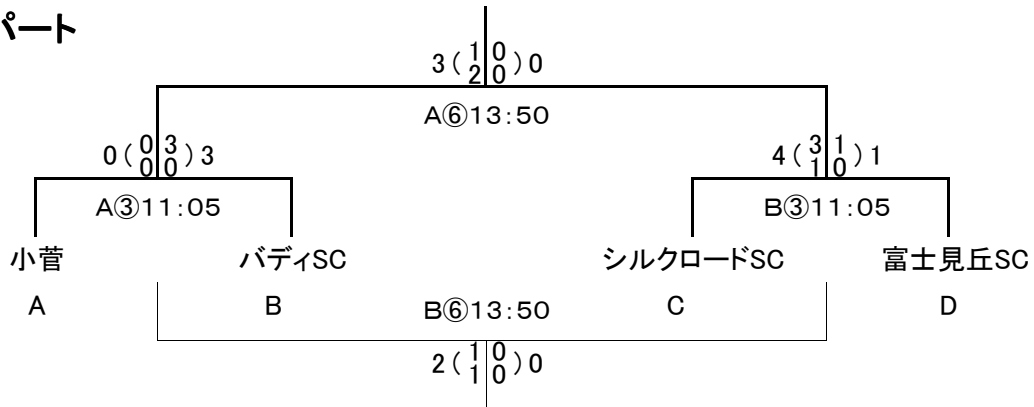 パート
3(1 0)0
2 0
A⑥13:50
0(0 3)3
0 0
4(3 1)1
1 0
A③11:05
B③11:05
小菅
バディSC
シルクロードSC
富士見丘SC
A
B
B⑥13:50
C
D
2(1 0)0
1 0